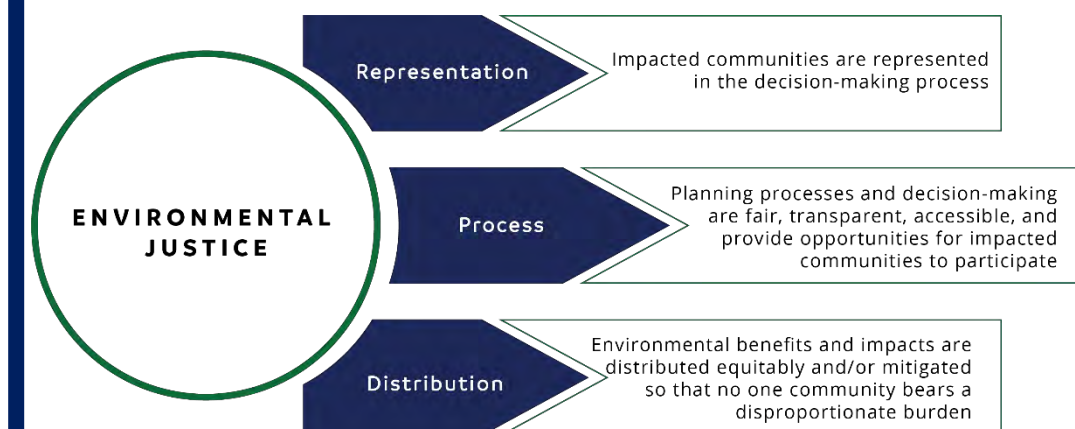 ENVIRONMENTAL
JUSTICE
Representation
Impacted communities are represented
in the decision-making process
Process
Planning processes and decision-making
are fair, transparent, accessible, and
provide opportunities for impacted
communities to participate
Distribution
Environmental benefits and impacts are
distributed equitably and/or mitigated
so that no one community bears a
disproportionate burden